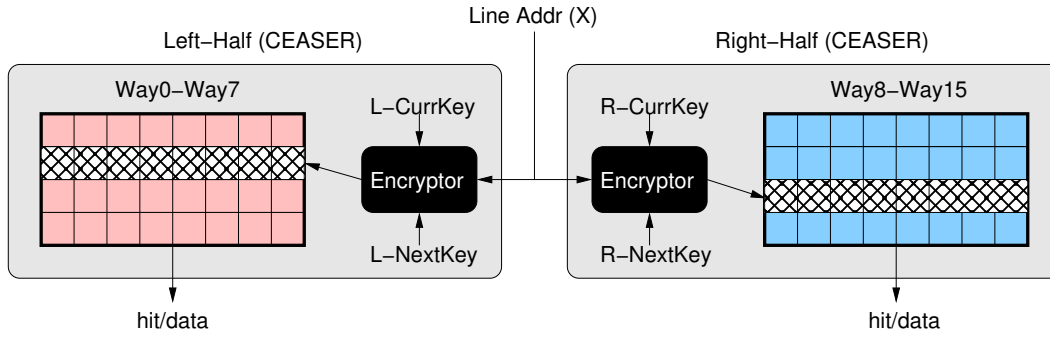 Line Addr (X)
Left−Half (CEASER)
Right−Half (CEASER)
Way0−Way7
L−CurrKey
R−CurrKey
Way8−Way15
Encryptor
Encryptor
L−NextKey
R−NextKey
hit/data
hit/data